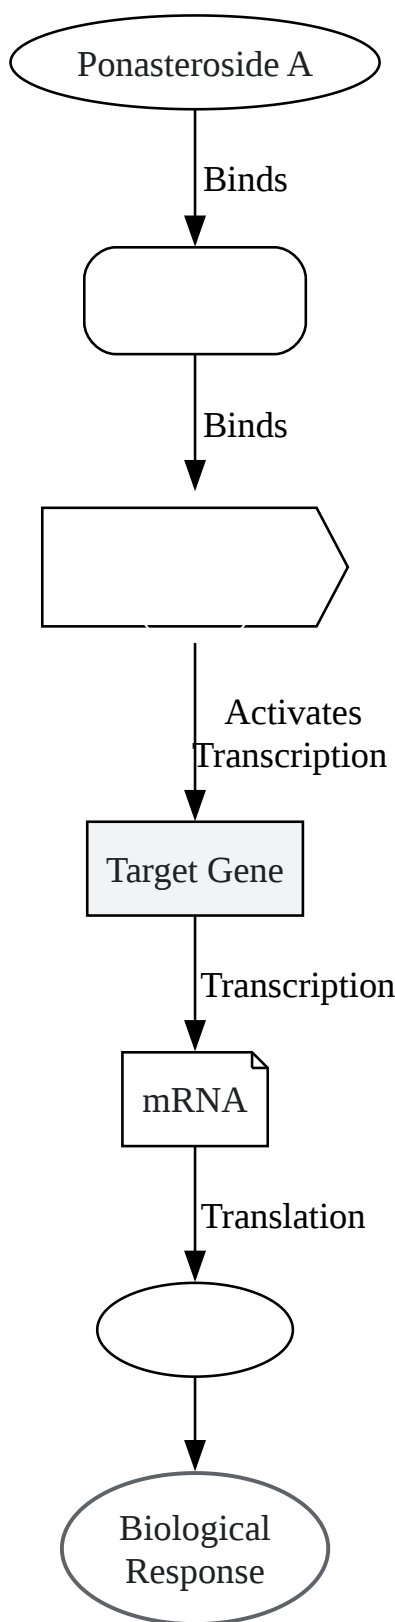 Ponasteroside A
Binds
Binds
Activates
Transcription
Target Gene
Transcription
mRNA
Translation
Biological
Response